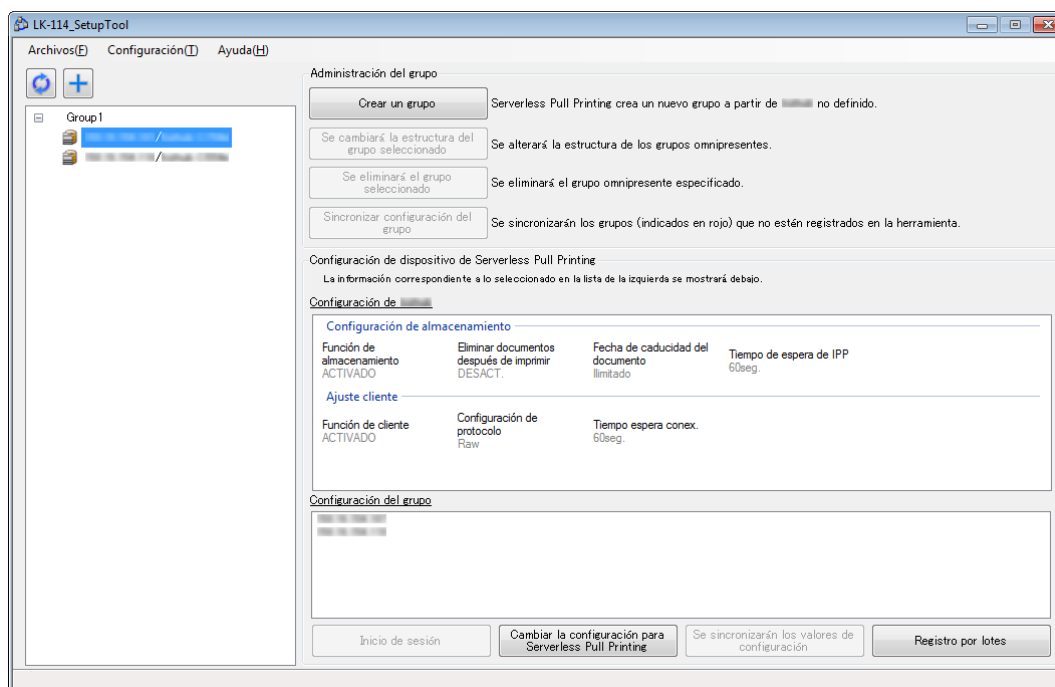 LK-114_SetupTool
Archivos(F) Configuración(T) Ayuda(H)
Group1
Administración del grupo
Crear un grupo
Serverless Pull Printing crea un nuevo grupo a partir de no definido.
Se cambiará la estructura del
grupo seleccionado
Se alterará la estructura de los grupos omnipresentes.
Se eliminará el grupo
seleccionado
Se eliminará el grupo omnipresente especificado.
Sincronizar configuración del
grupo
Se sincronizarán los grupos (indicados en rojo) que no estén registrados en la herramienta.
Configuración de dispositivo de Serverless Pull Printing
La información correspondiente a lo seleccionado en la lista de la izquierda se mostrará debajo.
Configuración de
Configuración de almacenamiento
Función de
almacenamiento
ACTIVADO
Eliminar documentos
después de imprimir
DESACT.
Fecha de caducidad del
documento
Ilimitado
Tiempo de espera de IPP
60seg.
Ajuste cliente
Función de cliente
ACTIVADO
Configuración de
protocolo
Raw
Tiempo espera conex.
60seg.
Configuración del grupo
Inicio de sesión
Cambiar la configuración para
Serverless Pull Printing
Se sincronizarán los valores de
configuración
Registro por lotes